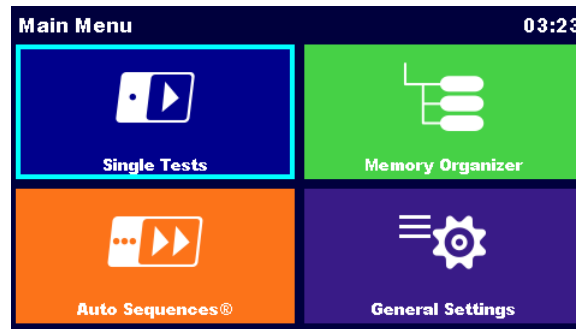 Main Menu 03:23
Single Tests Memory Organizer
Auto Sequences® General Settings